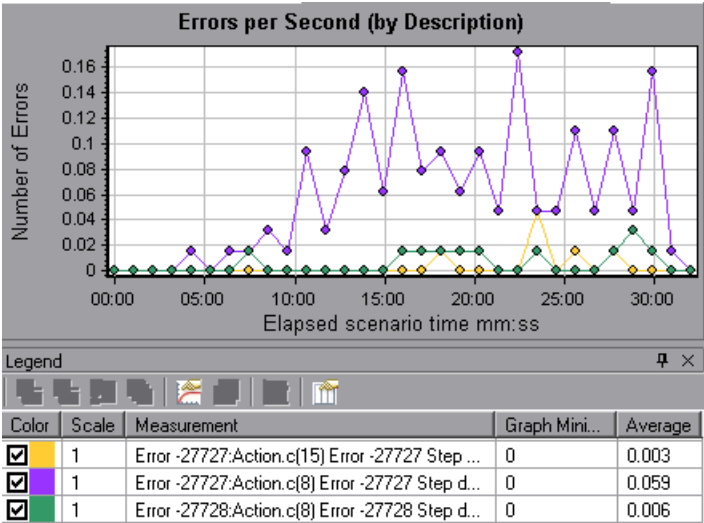 Errors per Second (by Description)
Number of Errors
0.16
0.14
0.12
0.1
0.08
0.06
0.04
0.02
0
00:00 05:00 10:00 15:00 20:00 25:00 30:00
Elapsed scenario time mm:ss
Legend
Color Scale Measurement Graph Mini... Average
1 Error -27727:Action.c(15) Error -27727 Step ... 0 0.003
1 Error -27727:Action.c(8) Error -27727 Step d... 0 0.059
1 Error -27728:Action.c(8) Error -27728 Step d... 0 0.006